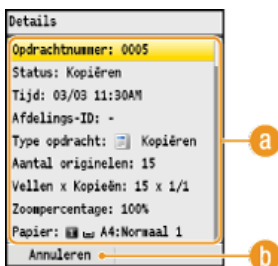 Details
Opdrachtnummer: 0005
Status: Kopiëren
Tijd: 03/03 11:30AM
Afdelings-ID: -
Type opdracht: Kopiëren
Aantal originelen: 15
Vellen x Kopieën: 15 x 1/1
Zoompercentage: 100%
Papier: A4:Normaal 1
Annuleren
a
b